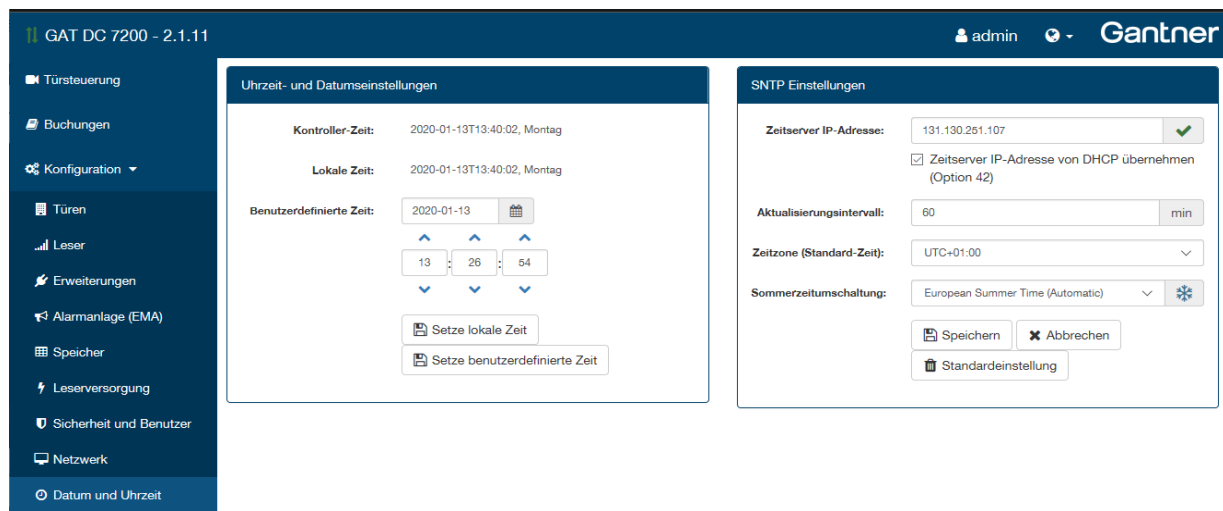 GAT DC 7200 - 2.1.11
admin
Gantner
Türsteuerung
Buchungen
Konfiguration
Türen
Leser
Erweiterungen
Alarmanlage (EMA)
Speicher
Leserversorgung
Sicherheit und Benutzer
Netzwerk
Datum und Uhrzeit
Uhrzeit- und Datumseinstellungen
Kontroller-Zeit: 2020-01-13T13:40:02, Montag
Lokale Zeit: 2020-01-13T13:40:02, Montag
Benutzerdefinierte Zeit: 2020-01-13
13 : 26 : 54
Setze lokale Zeit
Setze benutzerdefinierte Zeit
SNTP Einstellungen
Zeitserver IP-Adresse: 131.130.251.107
Zeitserver IP-Adresse von DHCP übernehmen
(Option 42)
Aktualisierungsintervall: 60 min
Zeitzone (Standard-Zeit): UTC+01:00
Sommerzeitumschaltung: European Summer Time (Automatic)
Speichern Abbrechen
Standardeinstellung